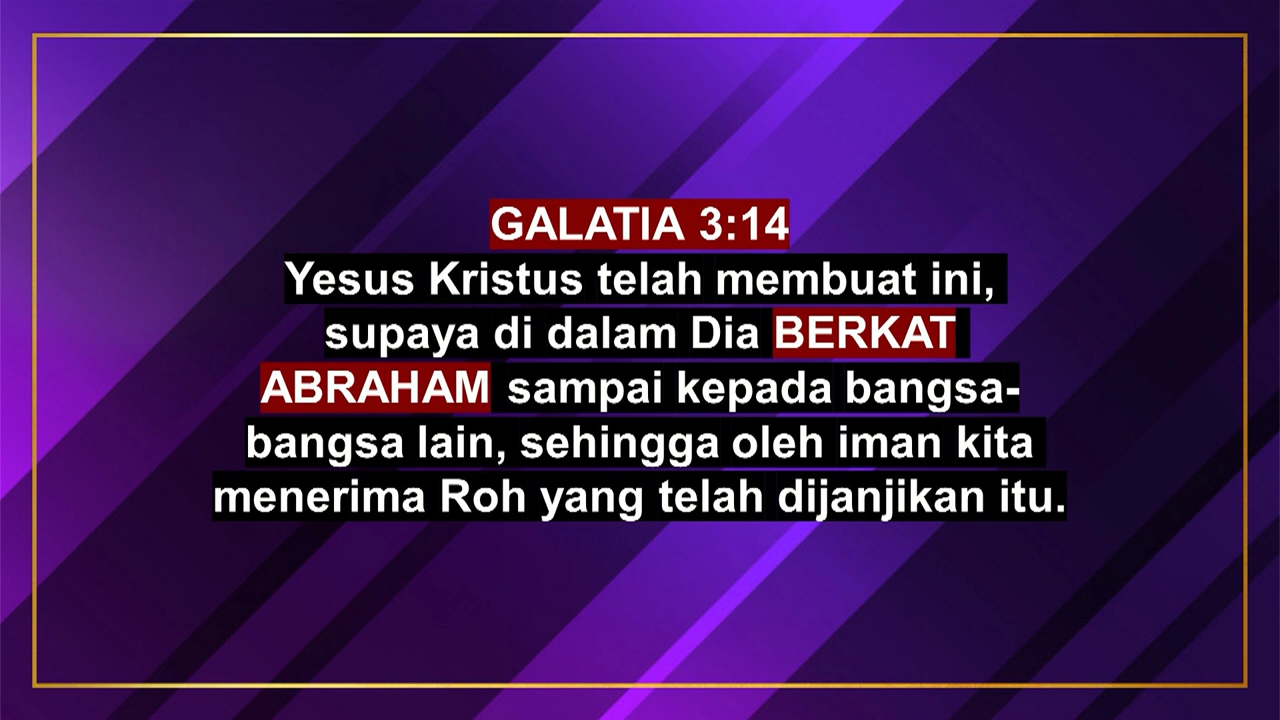 GALATIA 3:14
Yesus Kristus telah membuat ini,
supaya di dalam Dia BERKAT
ABRAHAM sampai kepada bangsa-
bangsa lain, sehingga oleh iman kita
menerima Roh yang telah dijanjikan itu.